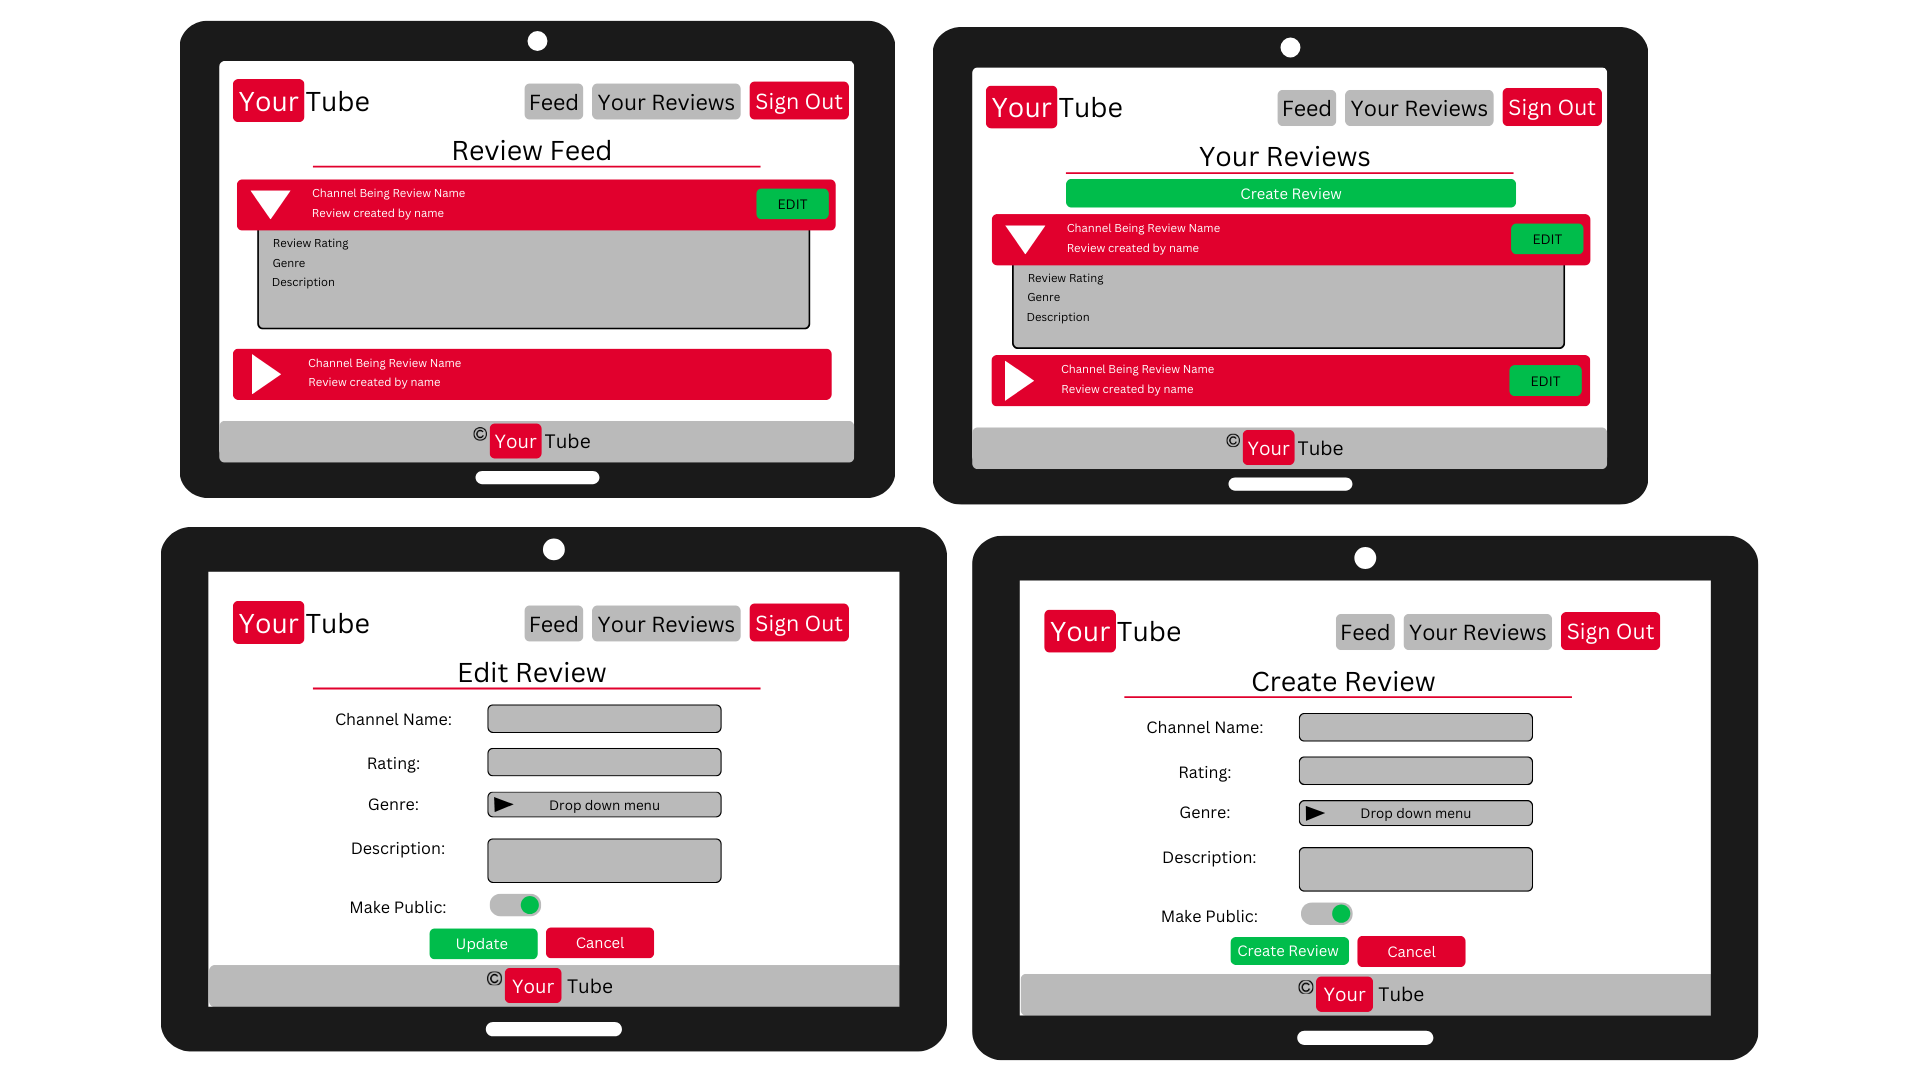 Your Tube Feed Your Reviews Sign Out
Review Feed
Channel Being Review Name
Review created by name
EDIT
Review Rating
Genre
Description
Channel Being Review Name
Review created by name
© Your Tube
Your Tube Feed Your Reviews Sign Out
Your Reviews
Create Review
Channel Being Review Name
Review created by name
EDIT
Review Rating
Genre
Description
Channel Being Review Name
Review created by name
EDIT
© Your Tube
Your Tube Feed Your Reviews Sign Out
Edit Review
Channel Name:
Rating:
Genre: Drop down menu
Description:
Make Public:
Update Cancel
© Your Tube
Your Tube Feed Your Reviews Sign Out
Create Review
Channel Name:
Rating:
Genre: Drop down menu
Description:
Make Public:
Create Review Cancel
© Your Tube